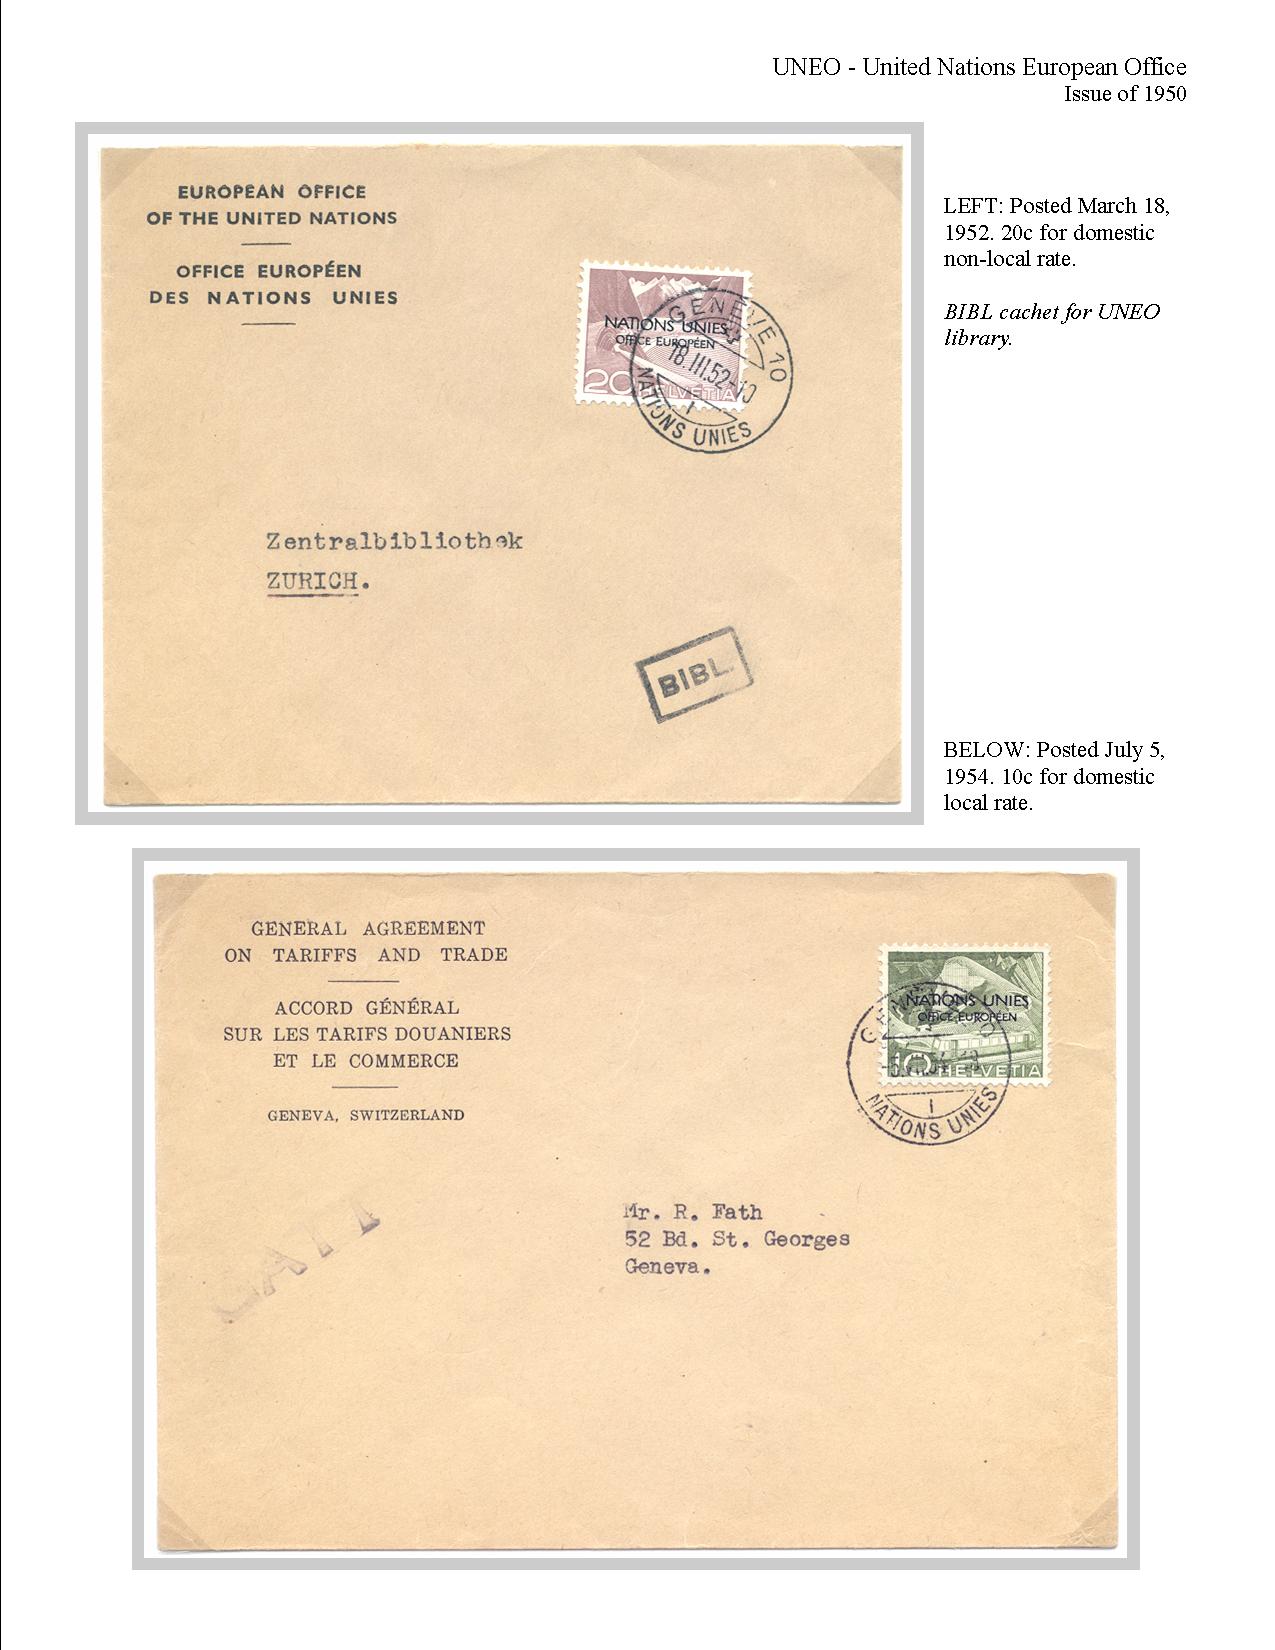 UNEO - United Nations European Office
Issue of 1950
EUROPEAN OFFICE
OF THE UNITED NATIONS
OFFICE EUROPÉEN
DES NATIONS UNIES
NATIONS UNIES
OFFICE EUROPÉEN
20 HELVETIA
GENÈVE 10
18.III.52-10
1
NATIONS UNIES
Zentralbibliothek
ZURICH.
BIBL.
LEFT: Posted March 18,
1952. 20c for domestic
non-local rate.
BIBL cachet for UNEO
library.
BELOW: Posted July 5,
1954. 10c for domestic
local rate.
GENERAL AGREEMENT
ON TARIFFS AND TRADE
ACCORD GÉNÉRAL
SUR LES TARIFS DOUANIERS
ET LE COMMERCE
GENEVA, SWITZERLAND
NATIONS UNIES
OFFICE EUROPÉEN
10 HELVETIA
1
NATIONS UNIES
Mr. R. Fath
52 Bd. St. Georges
Geneva.
GATT